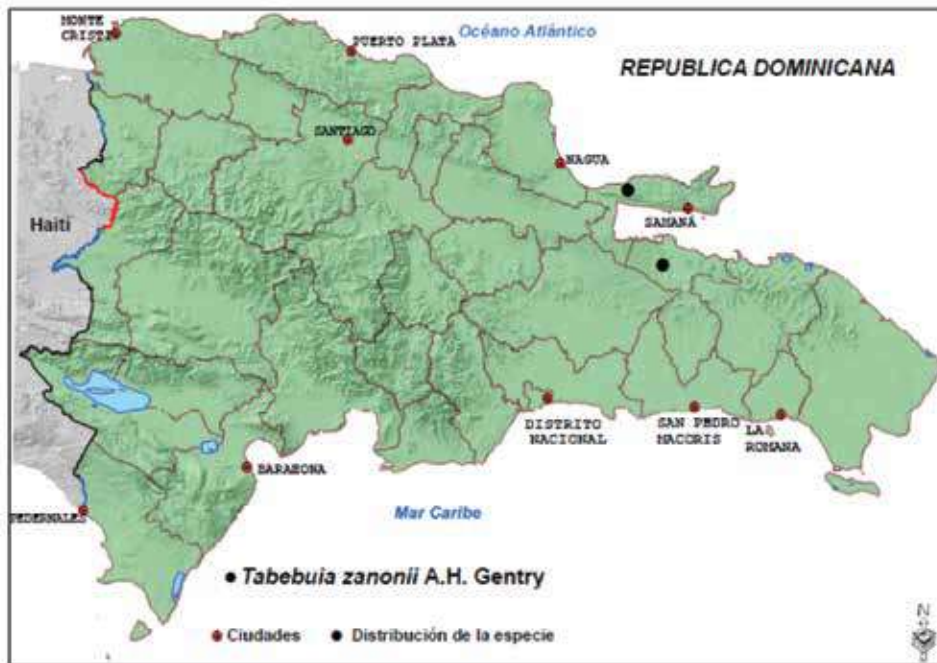 MONTE
CRISTI
PUERTO PLATA
Océano Atlántico
REPUBLICA DOMINICANA
SANTIAGO
NAGUA
Haití
SAMANÁ
DISTRITO
NACIONAL
SAN PEDRO
MACORIS
LA
ROMANA
BARAHONA
PEDERNALES
Mar Caribe
Tabebuia zanonii A.H. Gentry
Ciudades
Distribución de la especie
N